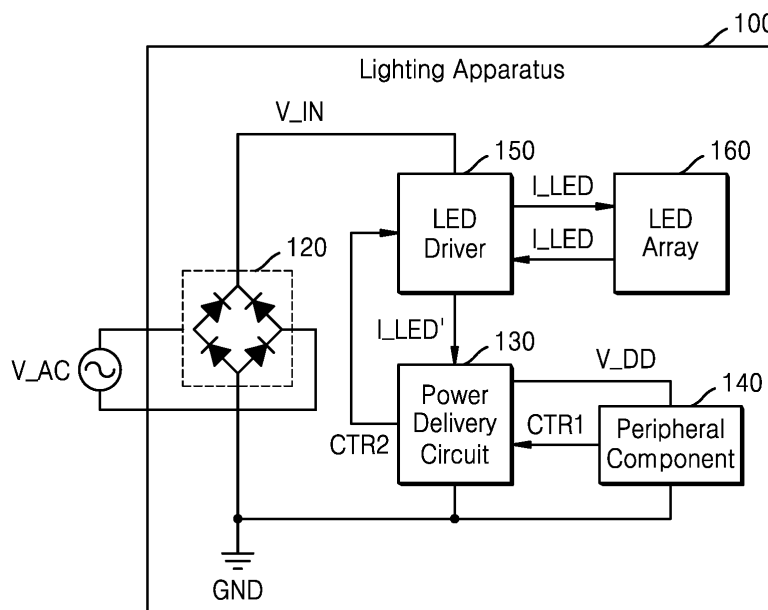 100
Lighting Apparatus
V_IN
150
160
I_LED
LED
Driver
LED
Array
I_LED
120
I_LED'
130
V_DD
V_AC
140
Power
Delivery
Circuit
CTR2
CTR1
Peripheral
Component
GND